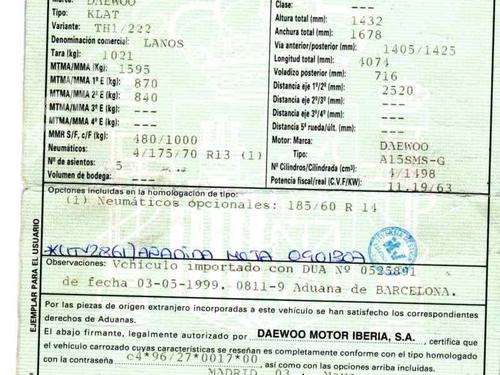 Marca: DAEWOO
Tipo: KLAT
Variante: TH1/222
Denominación comercial: LANOS
Tara (kg): 1021
MTMA/MMA (Kg): 1595
MTMA/MMA 1º E (kg): 870
MTMA/MMA 2º E (kg): 840
MTMA/MMA 3º E (kg): ---
MTMA/MMA 4º E (kg): ---
MMR S/F, c/F (kg): 480/1000
Neumáticos: 4/175/70 R13 (1)
Nº de asientos: 5
Volumen de bodega: ---
Clase: ---
Altura total (mm): 1432
Anchura total (mm): 1678
Vía anterior/posterior (mm): 1405/1425
Longitud total (mm): 4074
Voladizo posterior (mm): 716
Distancia eje 1º/2º (mm): 2520
Distancia eje 2º/3º (mm): ---
Distancia eje 3º/4º (mm): ---
Distancia 5ª rueda/últ. (mm): ---
Motor: Marca: DAEWOO
Tipo: A15SMS-G
Nº Cilindros/Cilindrada (cm³): 4/1498
Potencia fiscal/real (C.V.F/KW): 11,19/63
Opciones incluidas en la homologación de tipo:
(1) Neumáticos opcionales: 185/60 R 14
Observaciones: Vehículo importado con DUA Nº 0525891
de fecha 03-05-1999. 0811-9 Aduana de BARCELONA.
Por las piezas de origen extranjero incorporadas a este vehículo se han satisfecho los correspondientes
derechos de Aduanas.
El abajo firmante, legalmente autorizado por DAEWOO MOTOR IBERIA, S.A., certifica que
el vehículo carrozado cuyas características se reseñan es completamente conforme con el tipo homologado
con la contraseña c4*96/27*0017*00, así como con las opciones arriba incluidas.
MADRID 03
EJEMPLAR PARA EL USUARIO